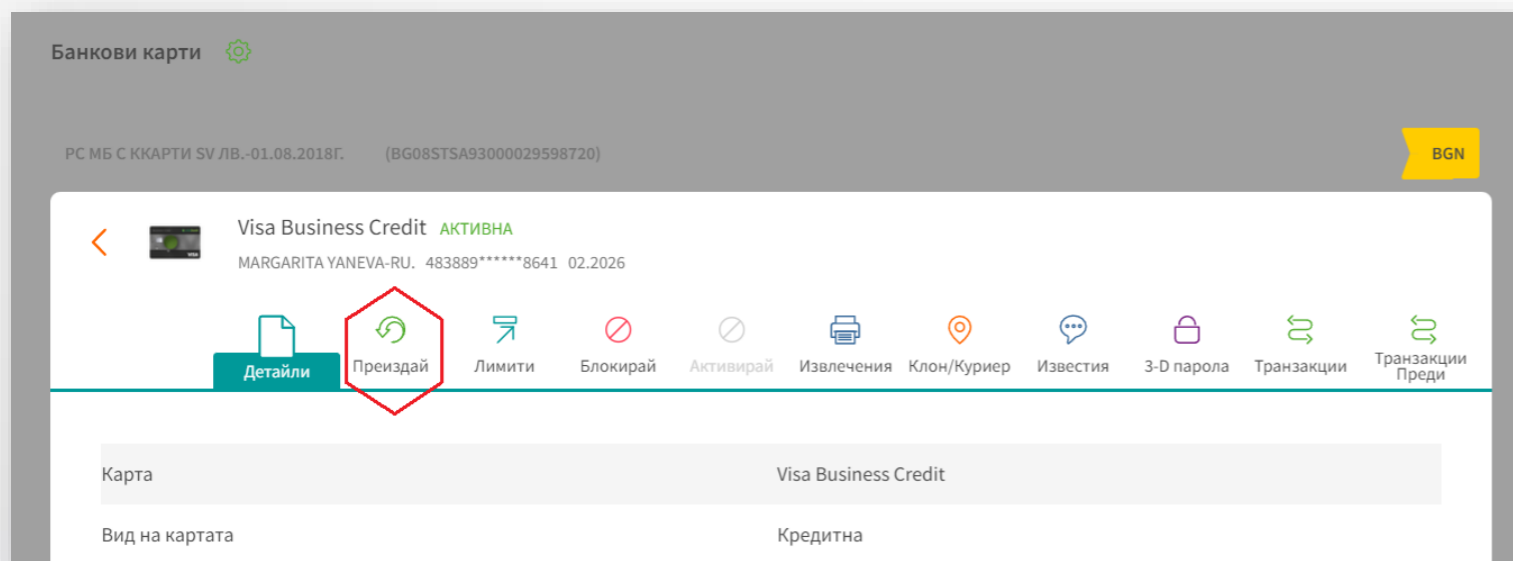 Банкови карти
РС МБ С ККАРТИ SV ЛВ.-01.08.2018Г. (BG08STSA93000029598720)
BGN
Visa Business Credit АКТИВНА
MARGARITA YANEVA-RU. 483889******8641 02.2026
Детайли Преиздай Лимити Блокирай Активирай Извлечения Клон/Куриер Известия 3-D парола Транзакции Транзакции
Преди
Карта Visa Business Credit
Вид на картата Кредитна